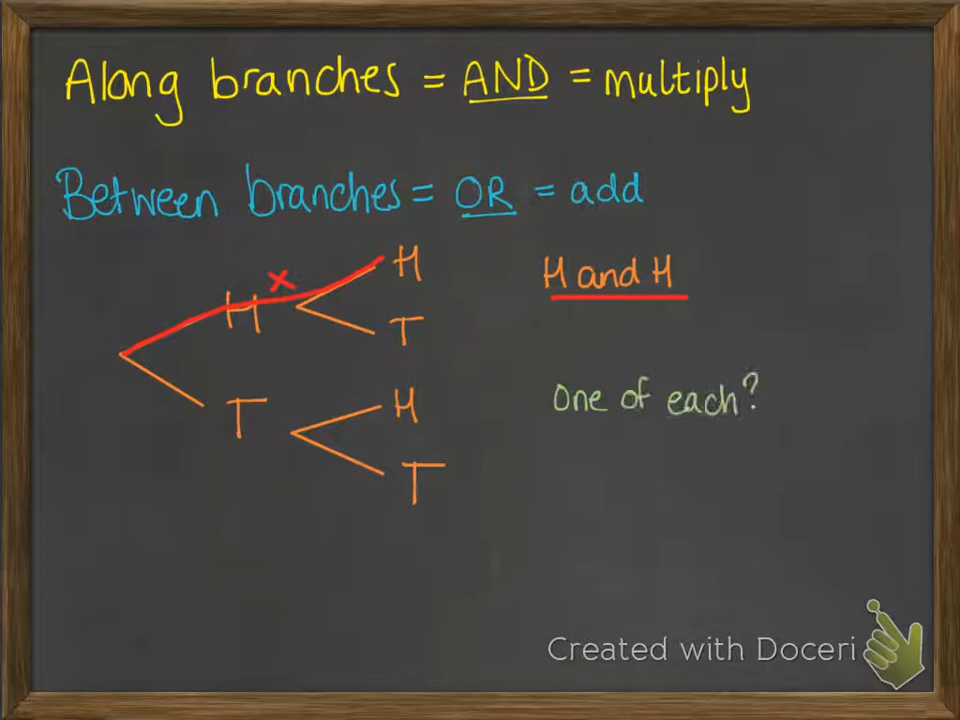 Along branches = AND = multiply
Between branches = OR = add
H
x
H
T
H and H
T
H
T
One of each?
Created with Doceri